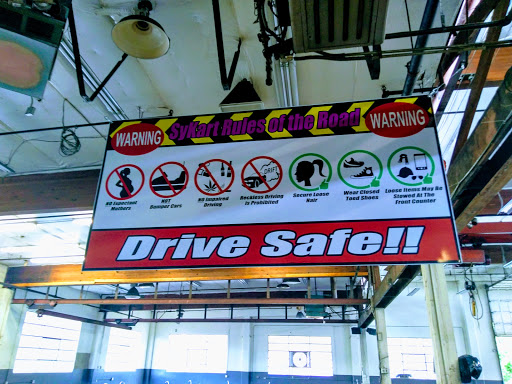 WARNING
SyKart Rules of the Road
WARNING
No Expectant
Mothers
NOT
Bumper Cars
No Impaired
Driving
DRIFT
Reckless Driving
is Prohibited
Secure Loose
Hair
Wear Closed
Toed Shoes
Loose Items May Be
Stowed At The
Front Counter
Drive Safe!!